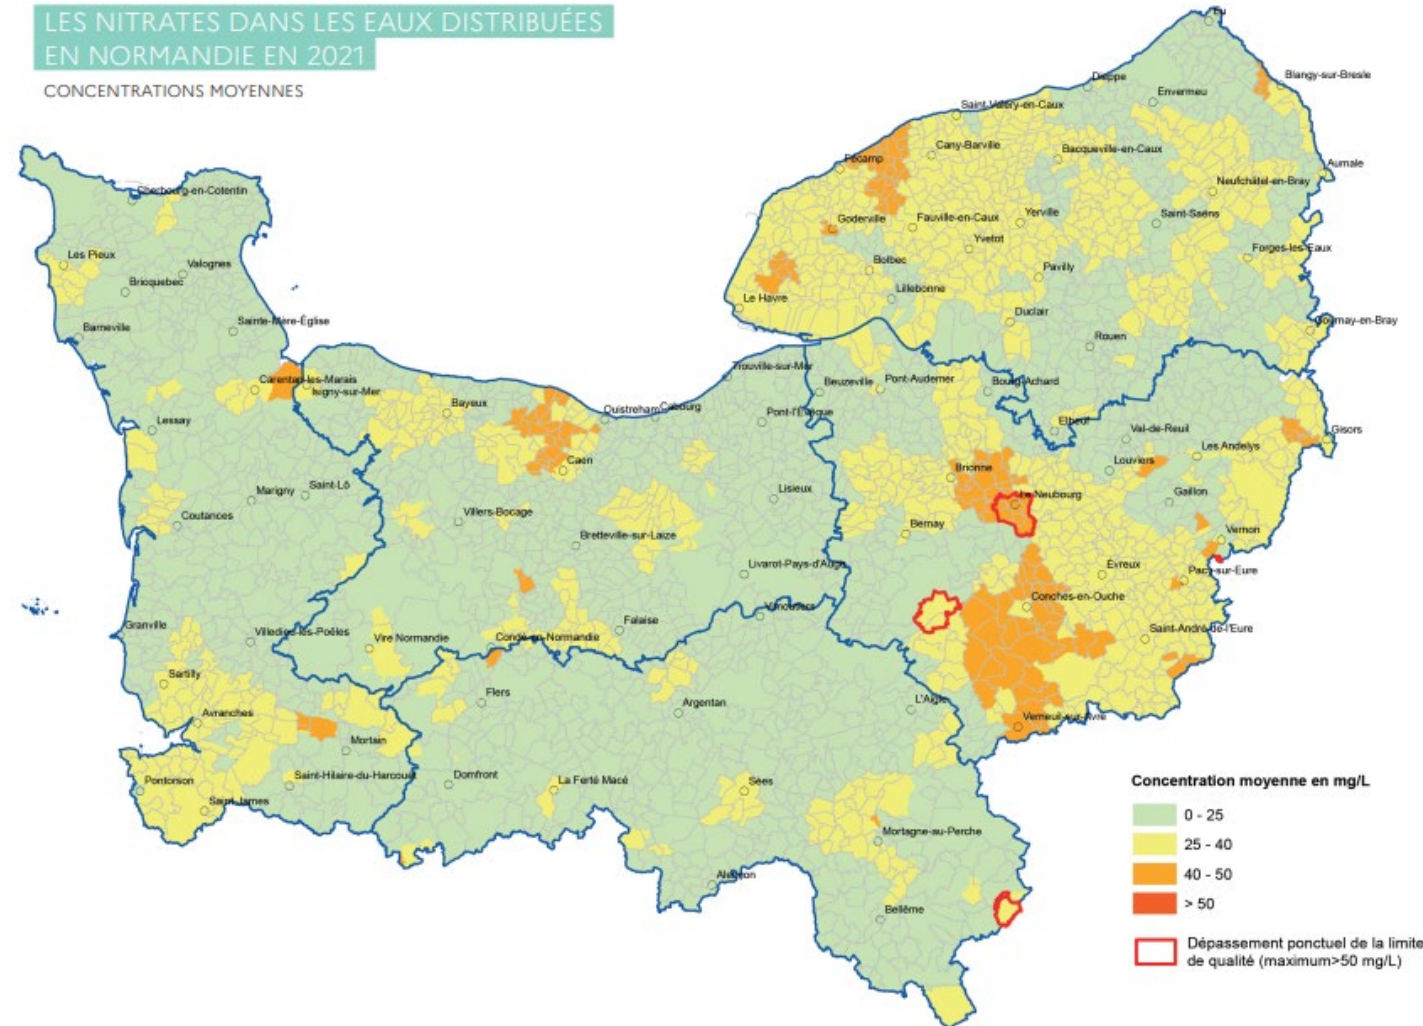 LES NITRATES DANS LES EAUX DISTRIBUÉES
EN NORMANDIE EN 2021
CONCENTRATIONS MOYENNES
Eu
Dieppe
Blangy-sur-Bresle
Envermeu
Saint-Valéry-en-Caux
Cany-Barville
Bacqueville-en-Caux
Fécamp
Aumale
Cherbourg-en-Cotentin
Neufchâtel-en-Bray
Goderville
Fauville-en-Caux
Yerville
Saint-Saëns
Yvetot
Les Pieux
Valognes
Forges-les-Eaux
Bricquebec
Bolbec
Pavilly
Lillebonne
Le Havre
Duclair
Sainte-Mère-Église
Gournay-en-Bray
Barneville
Rouen
Trouville-sur-Mer
Carentan-les-Marais
Isigny-sur-Mer
Beuzeville
Pont-Audemer
Bourg-Achard
Bayeux
Ouistreham
Cabourg
Pont-l'Évêque
Elbeuf
Lessay
Val-de-Reuil
Gisors
Les Andelys
Caen
Brionne
Louviers
Marigny
Saint-Lô
Lisieux
Le Neubourg
Gaillon
Coutances
Villers-Bocage
Bernay
Bretteville-sur-Laize
Vernon
Livarot-Pays-d'Auge
Évreux
Pacy-sur-Eure
Vimoutiers
Conches-en-Ouche
Granville
Villedieu-les-Poêles
Vire Normandie
Condé-en-Normandie
Falaise
Saint-André-de-l'Eure
Sartilly
Flers
Argentan
L'Aigle
Avranches
Verneuil-sur-Avre
Mortain
Pontorson
Saint-Hilaire-du-Harcouët
Domfront
La Ferté Macé
Sées
Saint-James
Mortagne-au-Perche
Alençon
Bellême
Concentration moyenne en mg/L
0 - 25
25 - 40
40 - 50
> 50
Dépassement ponctuel de la limite
de qualité (maximum>50 mg/L)